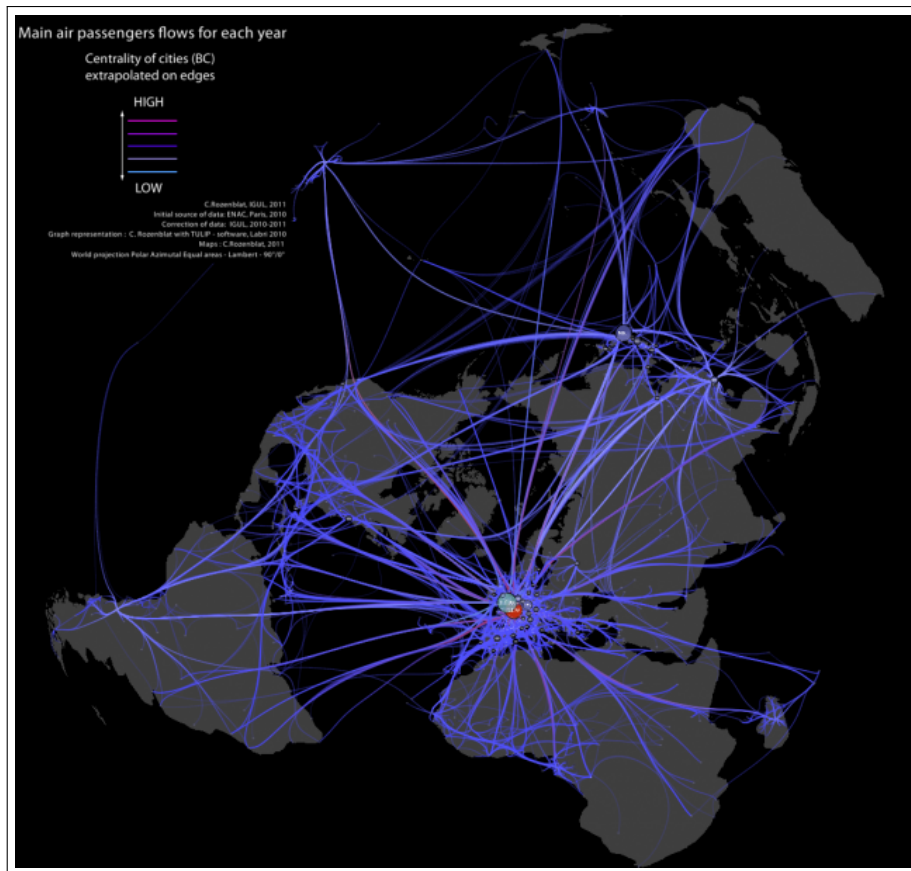 Main air passengers flows for each year
Centrality of cities (BC)
extrapolated on edges
HIGH
LOW
C.Rozenblat, IGUL, 2011
Initial source of data: ENAC, Paris, 2010
Correction of data: IGUL, 2010-2011
Graph representation : C. Rozenblat with TULIP - software, Labri 2010
Maps : C.Rozenblat, 2011
World projection Polar Azimutal Equal areas - Lambert - 90°/0°